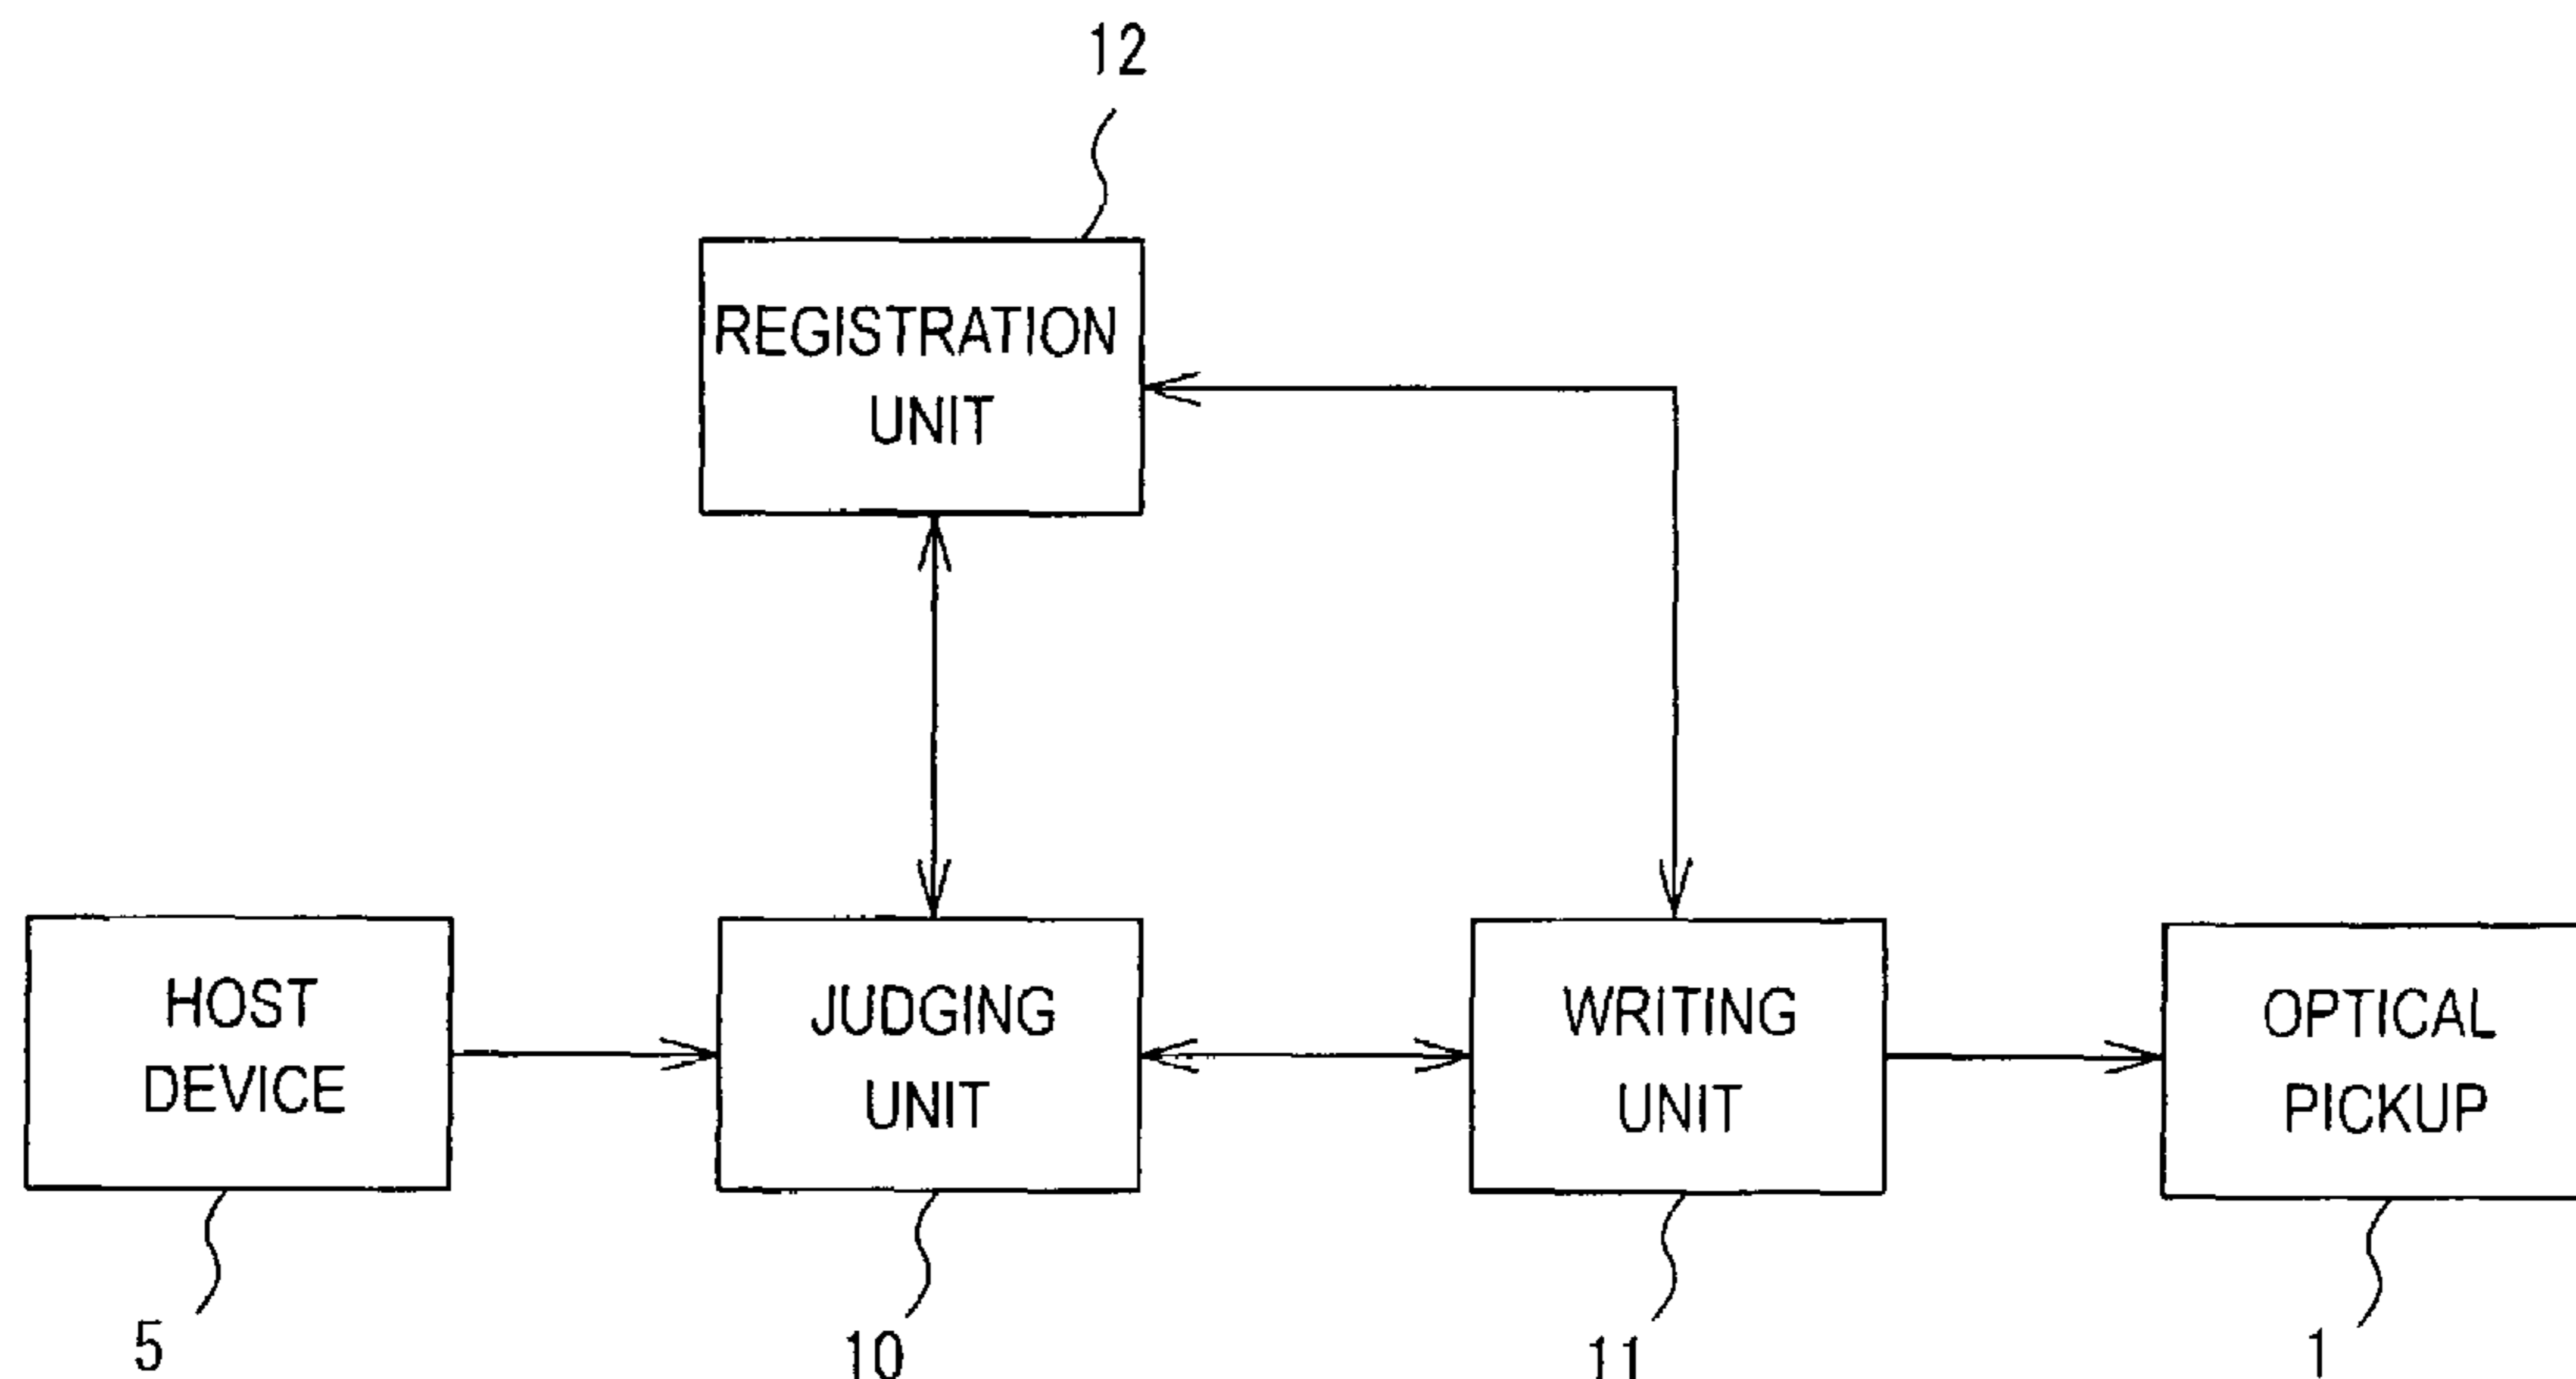 12
REGISTRATION
UNIT
HOST
DEVICE
JUDGING
UNIT
WRITING
UNIT
OPTICAL
PICKUP
5
10
11
1